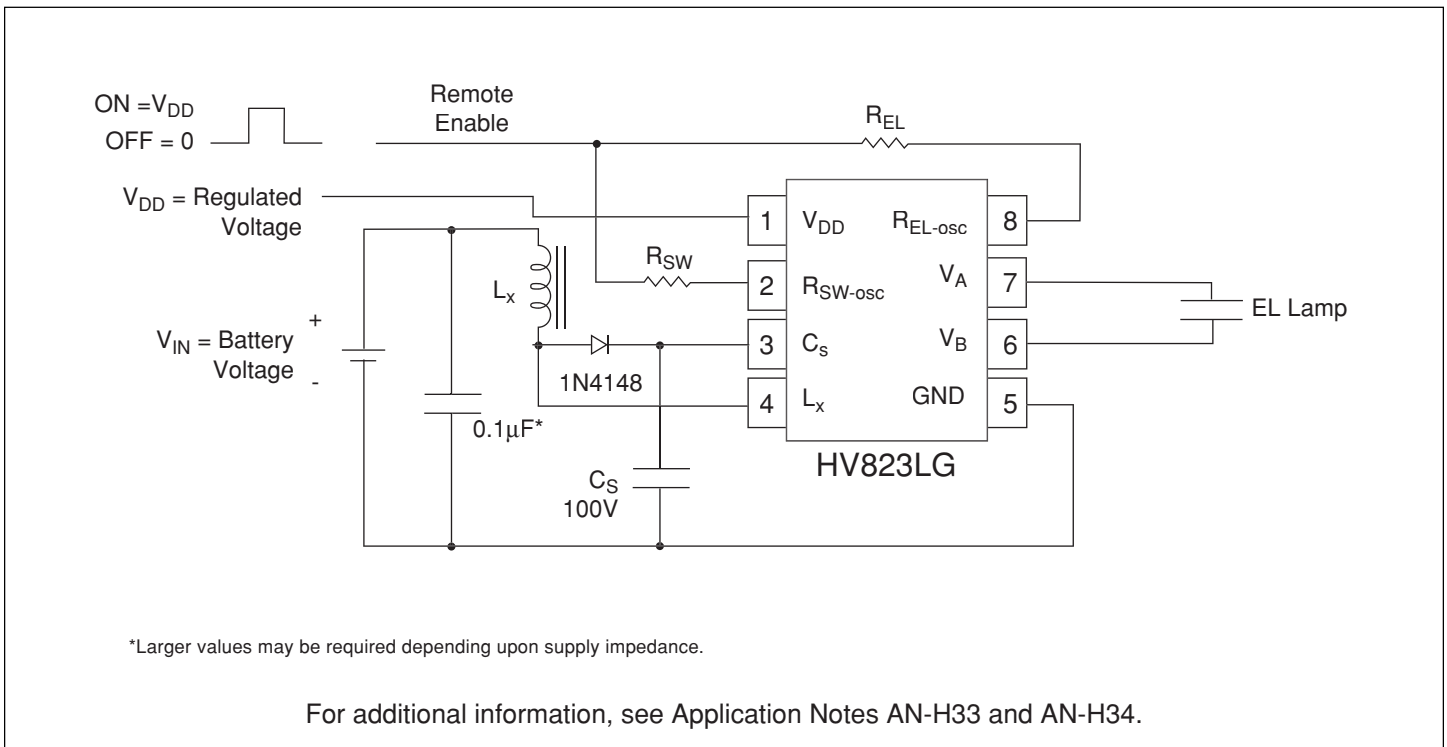 ON =VDD
OFF = 0
Remote
Enable
REL
VDD = Regulated
Voltage
1 VDD
REL-osc 8
RSW
2 RSW-osc
VA 7
Lx
EL Lamp
VIN = Battery
Voltage
+
-
3 Cs
VB 6
1N4148
4 Lx
GND 5
0.1µF*
HV823LG
CS
100V
*Larger values may be required depending upon supply impedance.
For additional information, see Application Notes AN-H33 and AN-H34.